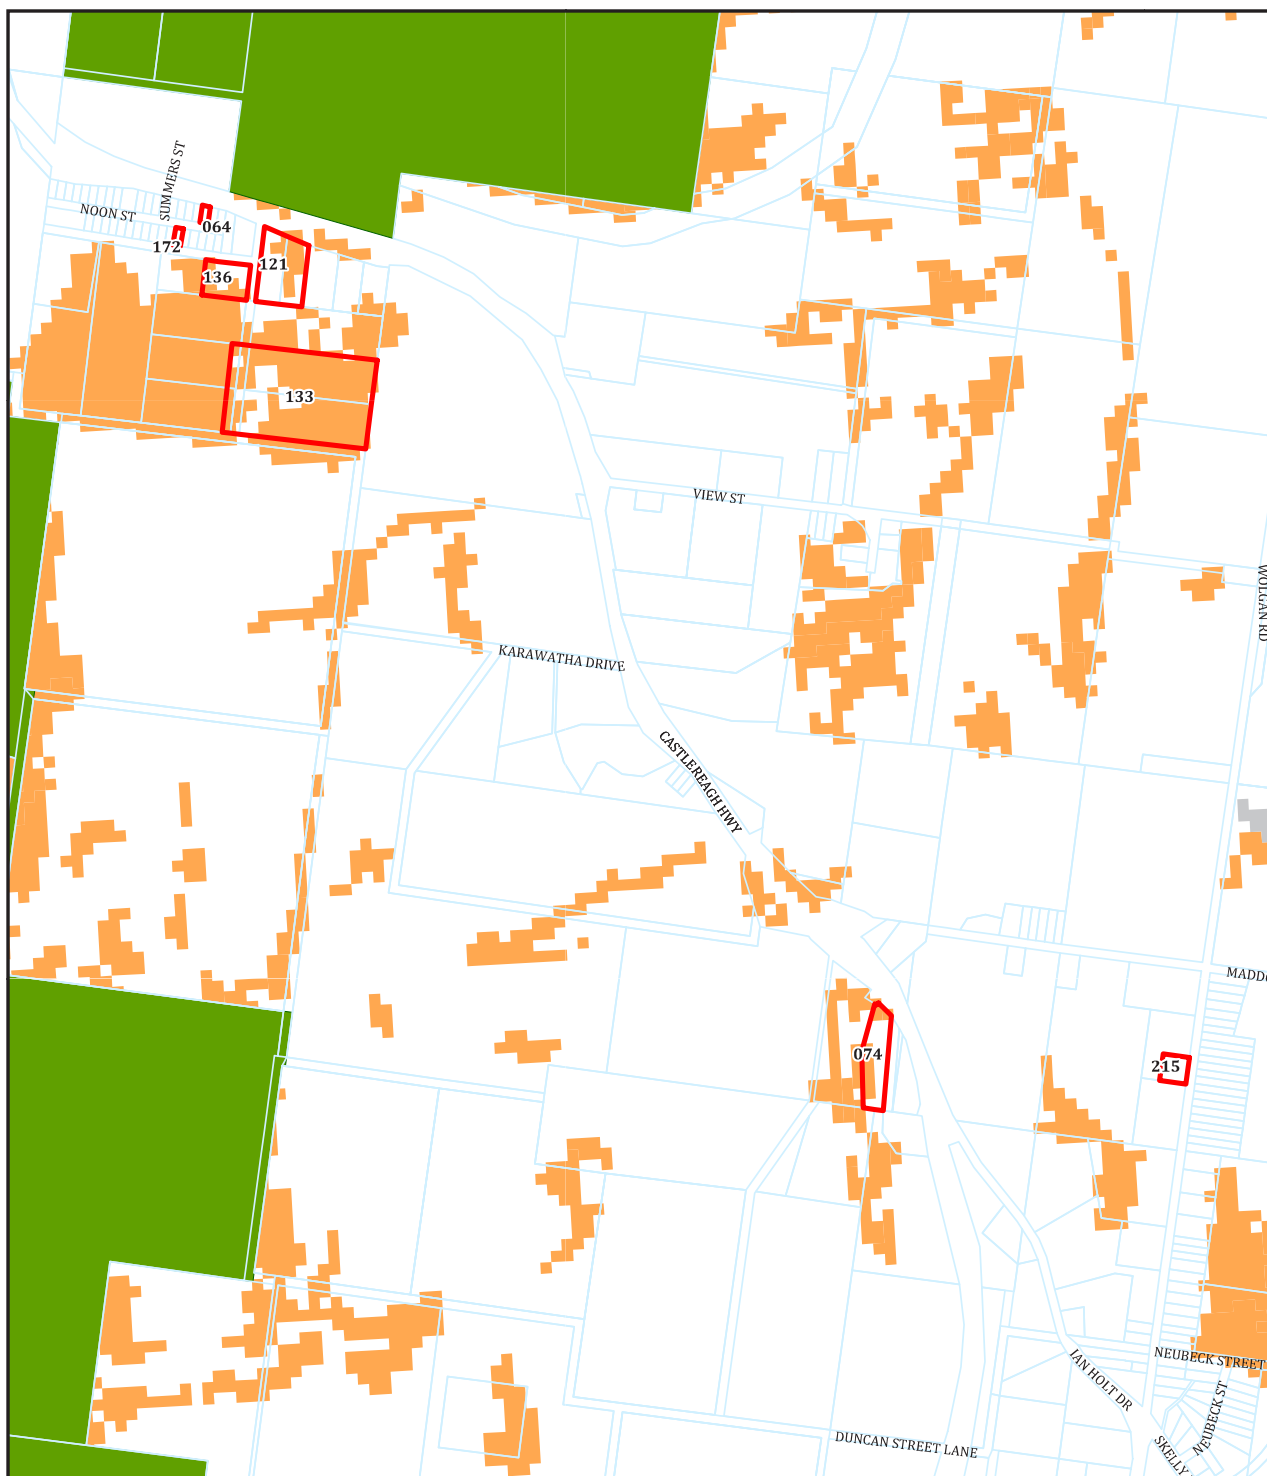 SUMMERS ST
NOON ST
064
172
121
136
133
VIEW ST
WOLGAN RD
KARAWATHA DRIVE
CASTLEREAGH HWY
MADD
074
215
NEUBECK STREET
IAN HOLT DR
NEUBECK ST
DUNCAN STREET LANE
SKELLY